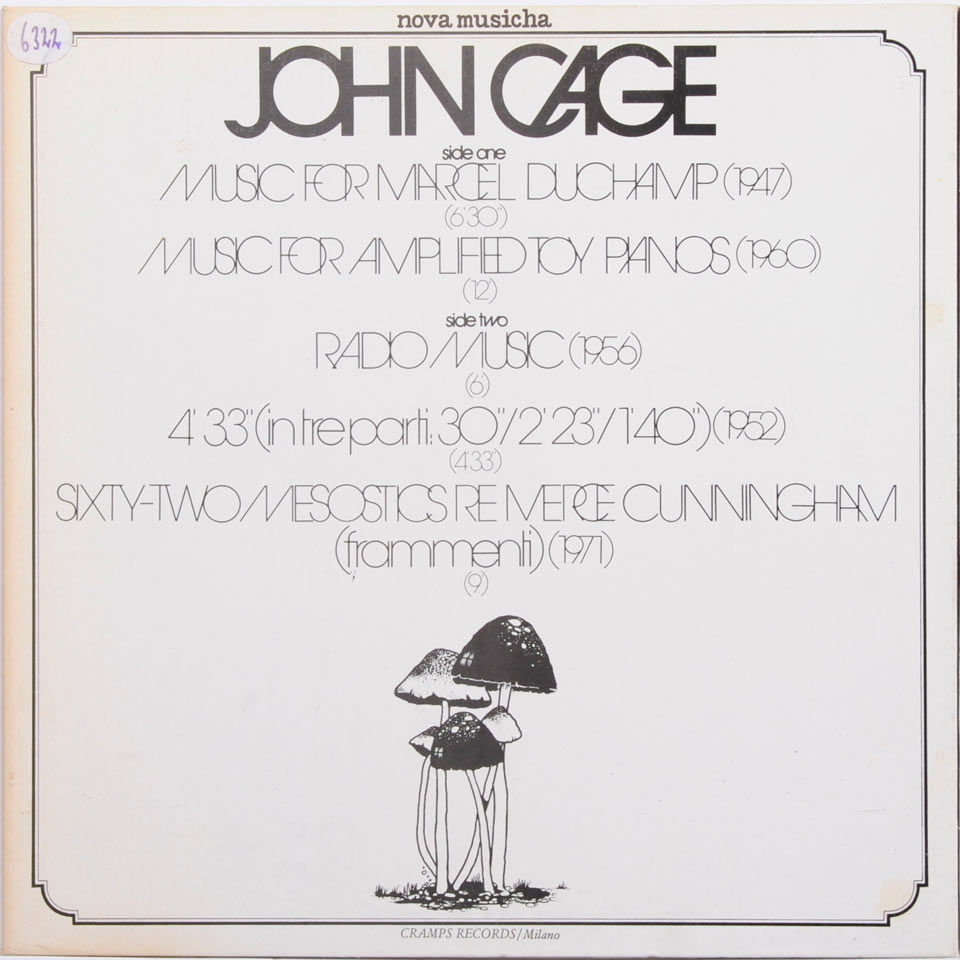 nova musicha
6322
JOHN CAGE
side one
MUSIC FOR MARCEL DUCHAMP (1947)
(6'30")
MUSIC FOR AMPLIFIED TOY PIANOS (1960)
(12')
side two
RADIO MUSIC (1956)
(6')
4' 33" (in tre parti: 30"/2' 23"/1'40") (1952)
(4'33")
SIXTY-TWO MESOSTICS RE MERCE CUNNINGHAM
(frammenti) (1971)
(9')
CRAMPS RECORDS/Milano